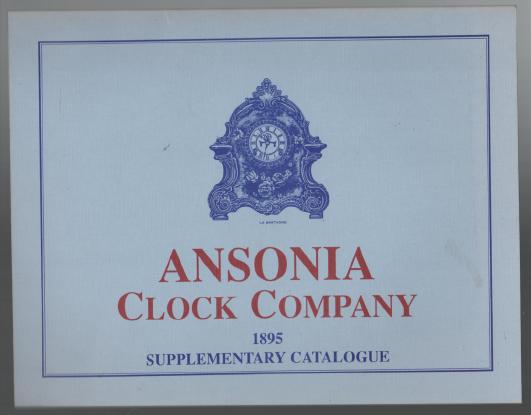 LA BRETAGNE
ANSONIA
CLOCK COMPANY
1895
SUPPLEMENTARY CATALOGUE